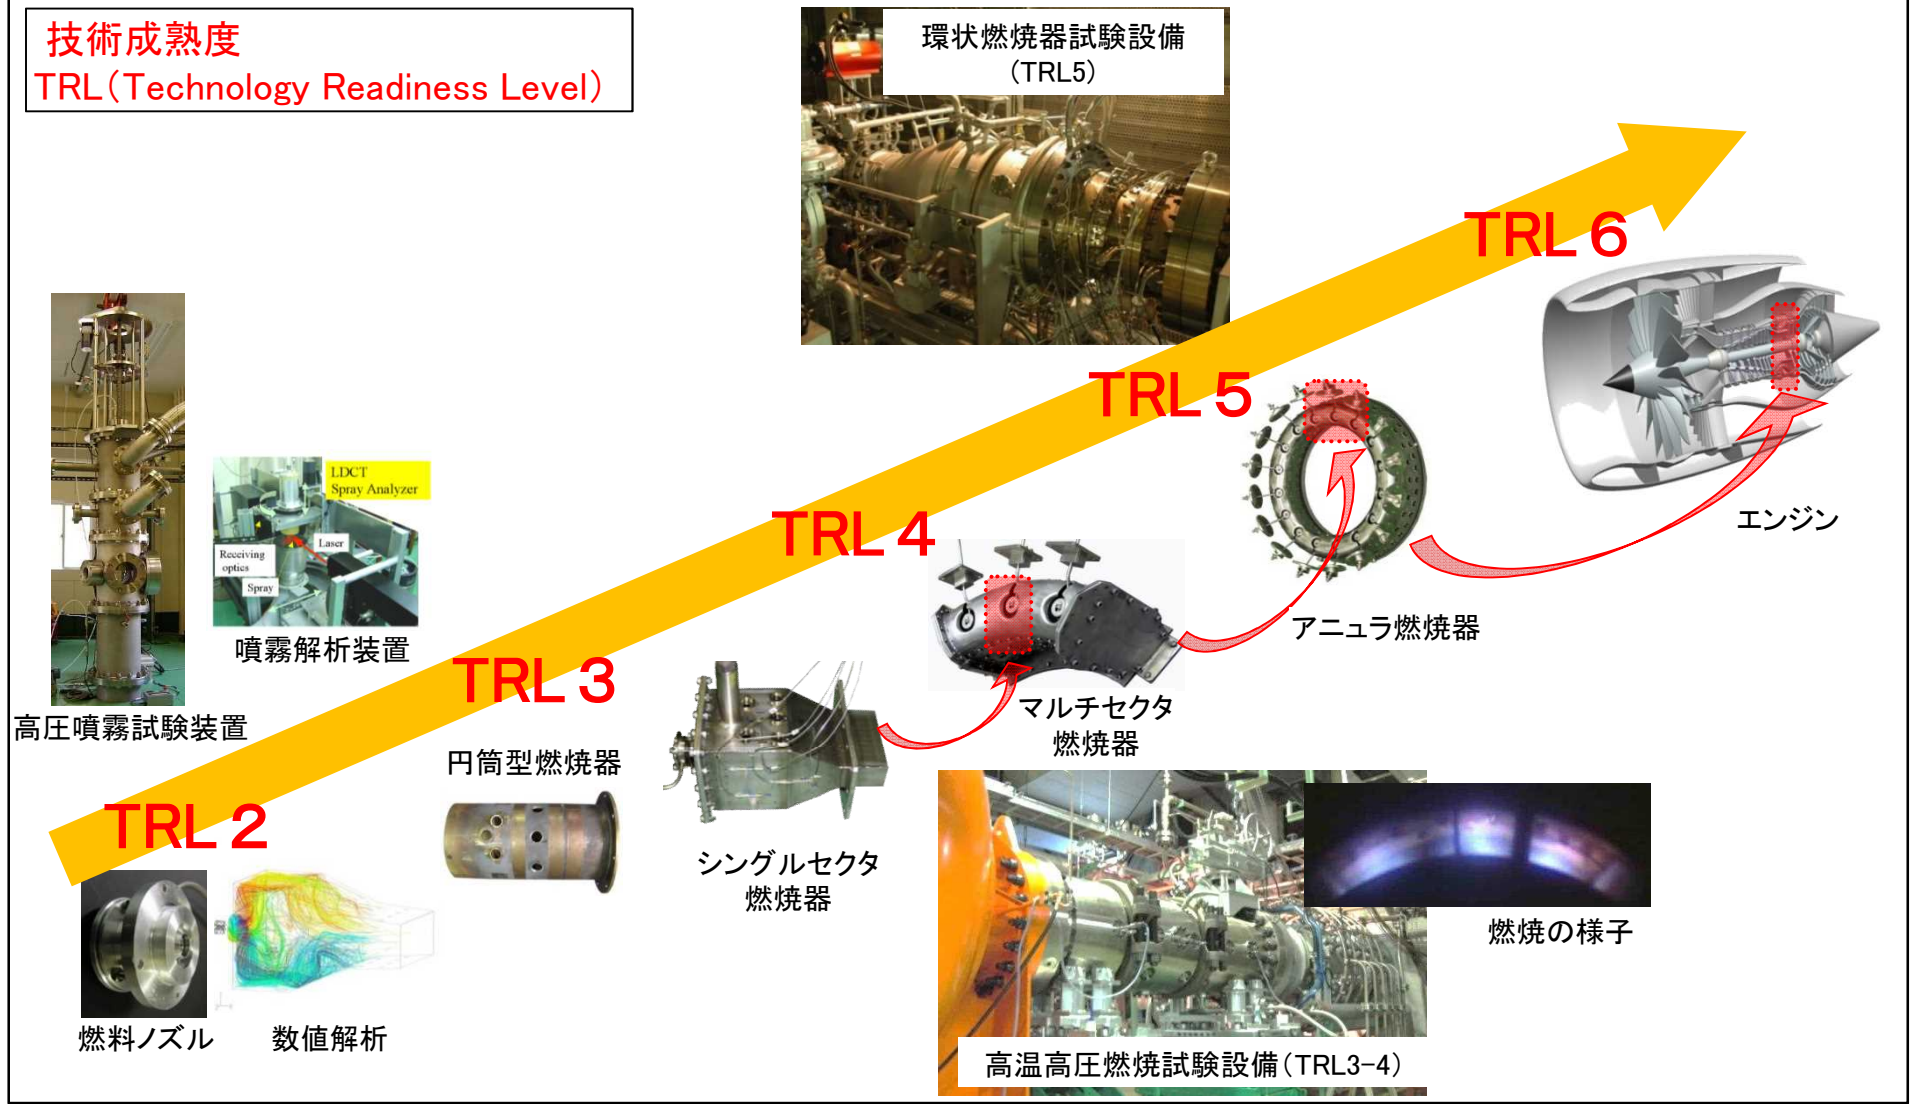 技術成熟度
TRL(Technology Readiness Level)
環状燃焼器試験設備
(TRL5)
TRL 6
エンジン
TRL 5
アニュラ燃焼器
TRL 4
マルチセクタ
燃焼器
LDCT
Spray Analyzer
Laser
Receiving
optics
Spray
噴霧解析装置
高圧噴霧試験装置
TRL 3
円筒型燃焼器
シングルセクタ
燃焼器
TRL 2
燃料ノズル
数値解析
燃焼の様子
高温高圧燃焼試験設備(TRL3-4)